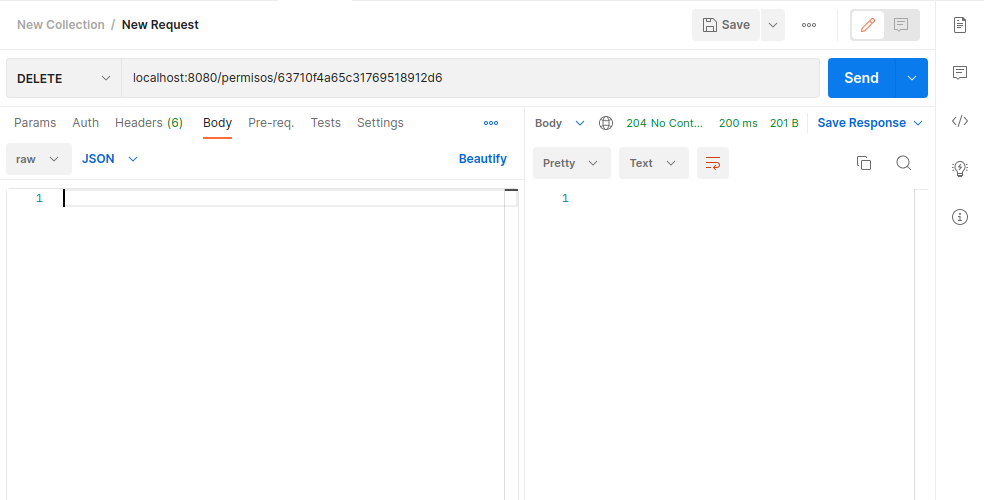 New Collection / New Request
Save
DELETE
localhost:8080/permisos/63710f4a65c31769518912d6
Send
Params Auth Headers (6) Body Pre-req. Tests Settings
raw JSON Beautify
1
Body 204 No Cont... 200 ms 201 B Save Response
Pretty Text
1